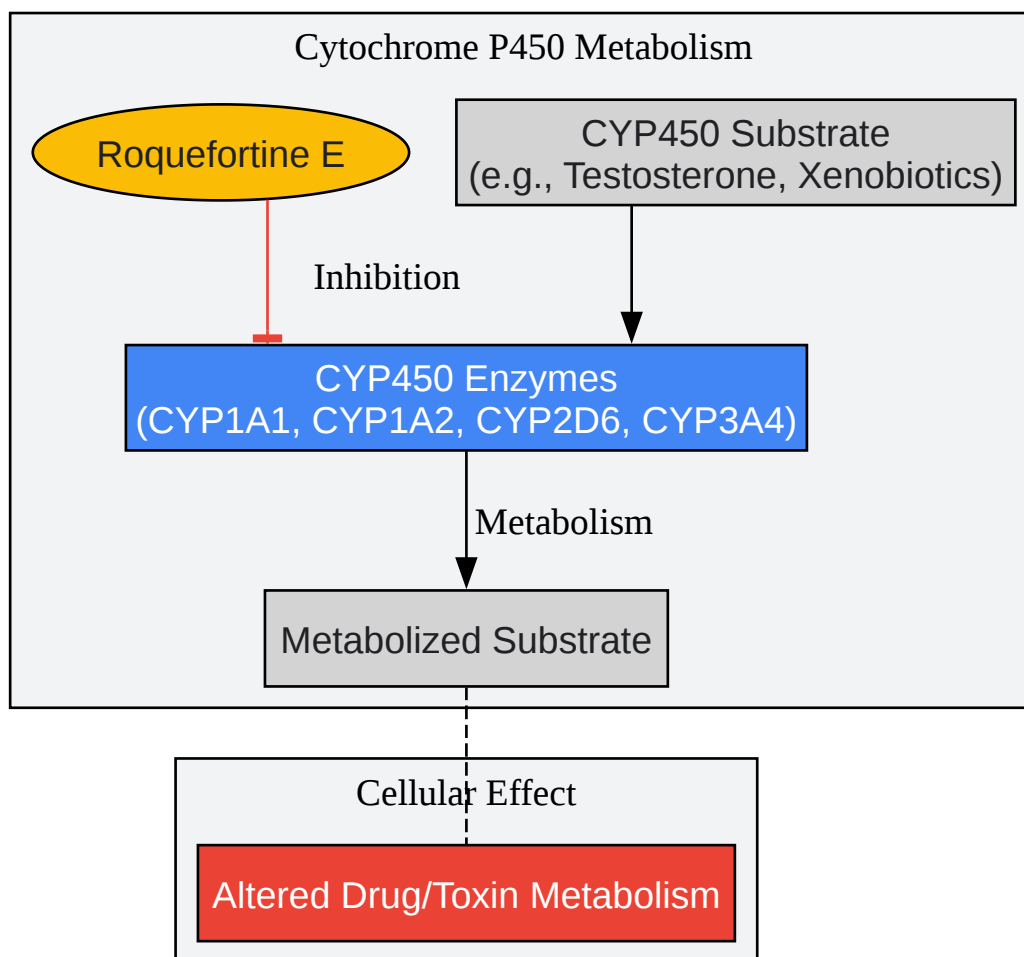 Cytochrome P450 Metabolism
Roquefortine E
CYP450 Substrate
(e.g., Testosterone, Xenobiotics)
Inhibition
CYP450 Enzymes
(CYP1A1, CYP1A2, CYP2D6, CYP3A4)
Metabolism
Metabolized Substrate
Cellular Effect
Altered Drug/Toxin Metabolism